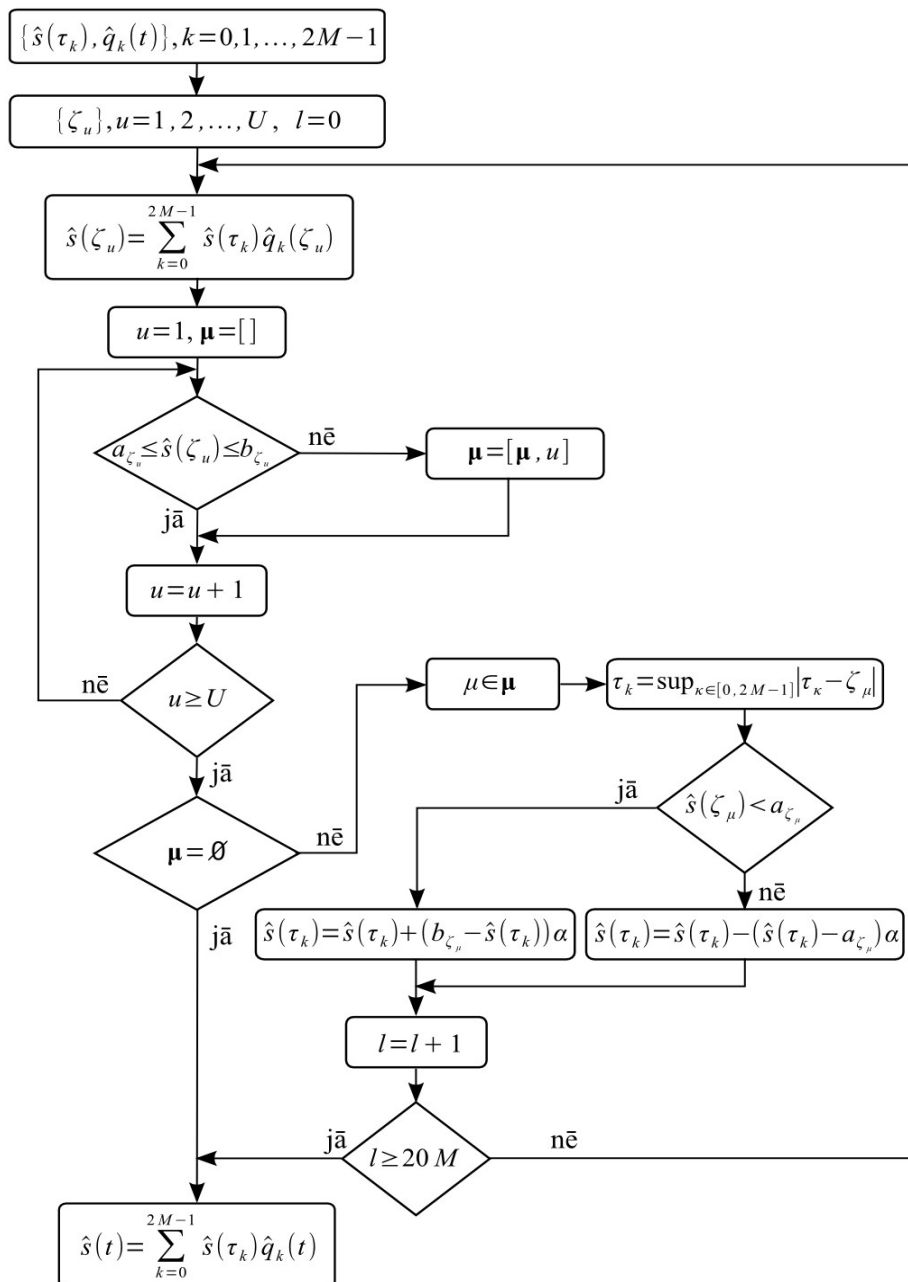 {ŝ(τ_k), q̂_k(t)}, k=0,1,…,2M−1
{ζ_u}, u=1,2,…,U, l=0
ŝ(ζ_u)=∑_{k=0}^{2M−1} ŝ(τ_k)q̂_k(ζ_u)
u=1, μ=[]
a_{ζ_u}≤ŝ(ζ_u)≤b_{ζ_u}
nē
μ=[μ,u]
jā
u=u+1
nē
u≥U
jā
μ∈μ
τ_k=sup_{κ∈[0,2M−1]}|τ_κ−ζ_μ|
μ=∅
nē
jā
ŝ(ζ_μ)<a_{ζ_μ}
jā
nē
ŝ(τ_k)=ŝ(τ_k)+(b_{ζ_μ}−ŝ(τ_k))α
ŝ(τ_k)=ŝ(τ_k)−(ŝ(τ_k)−a_{ζ_μ})α
l=l+1
jā
l≥20M
nē
ŝ(t)=∑_{k=0}^{2M−1} ŝ(τ_k)q̂_k(t)